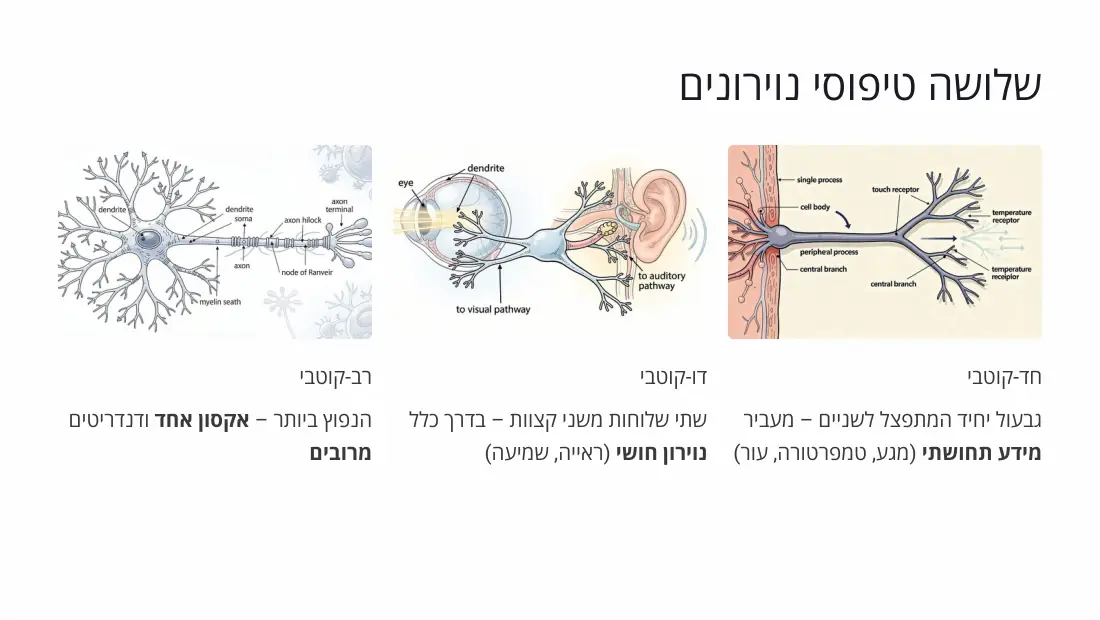 שלושה טיפוסי נוירונים
single process
cell body
touch receptor
temperature
receptor
peripheral process
central branch
central branch
temperature
receiplor
חד-קוטבי
גבעול יחיד המתפצל לשניים – מעביר
מידע תחושתי (מגע, טמפרטורה, עור)
eye
dendrite
to auditory
pathway
to visual pathway
דו-קוטבי
שתי שלוחות משני קצוות – בדרך כלל
נוירון חושי (ראייה, שמיעה)
dendrite
dendrite
soma
axon hilock
axon
terminal
axon
node of Ranveir
myelin seath
רב-קוטבי
הנפוץ ביותר – אקסון אחד ודנדריטים
מרובים